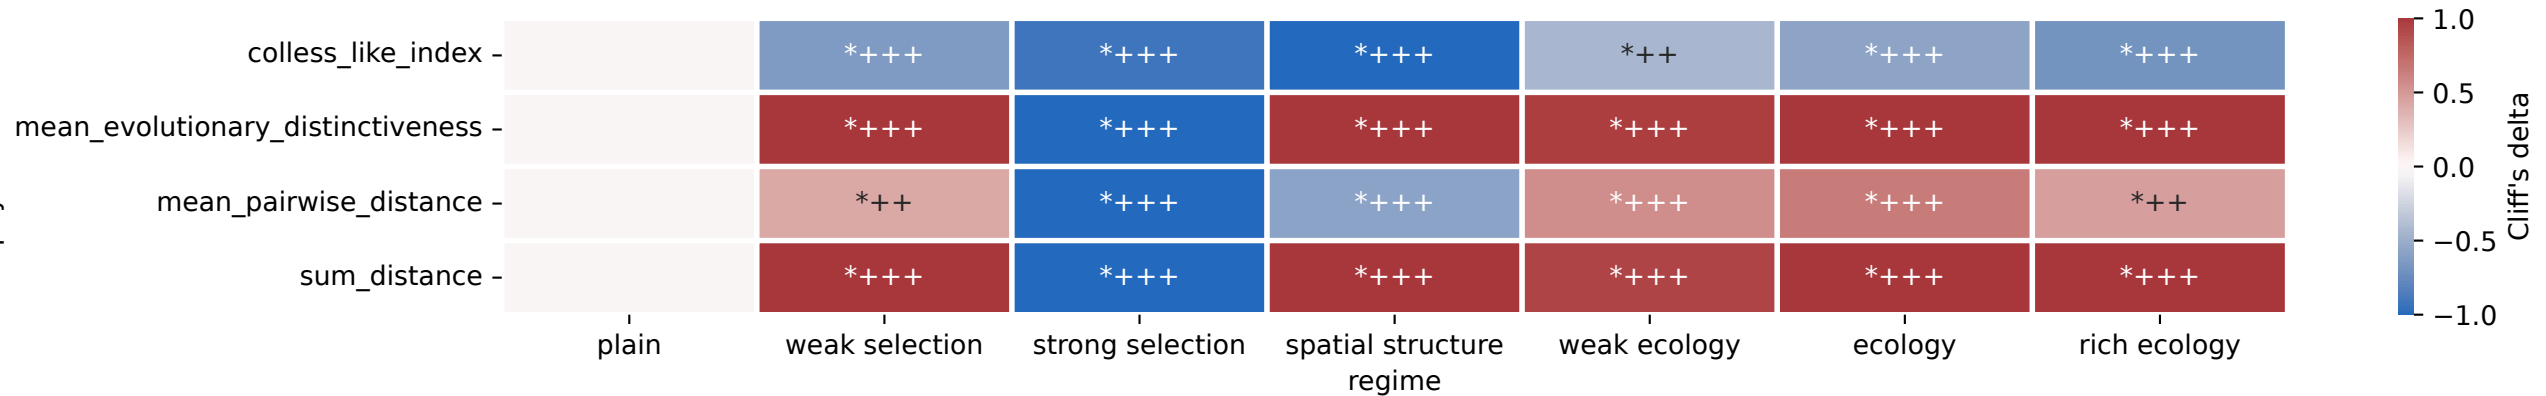 colless_like_index *+++ *+++ *+++ *++ *+++ *+++
mean_evolutionary_distinctiveness *+++ *+++ *+++ *+++ *+++ *+++
mean_pairwise_distance *++ *+++ *+++ *+++ *+++ *++
sum_distance *+++ *+++ *+++ *+++ *+++ *+++
plain weak selection strong selection spatial structure weak ecology ecology rich ecology
regime
1.0
0.5
0.0
−0.5
−1.0
Cliff's delta